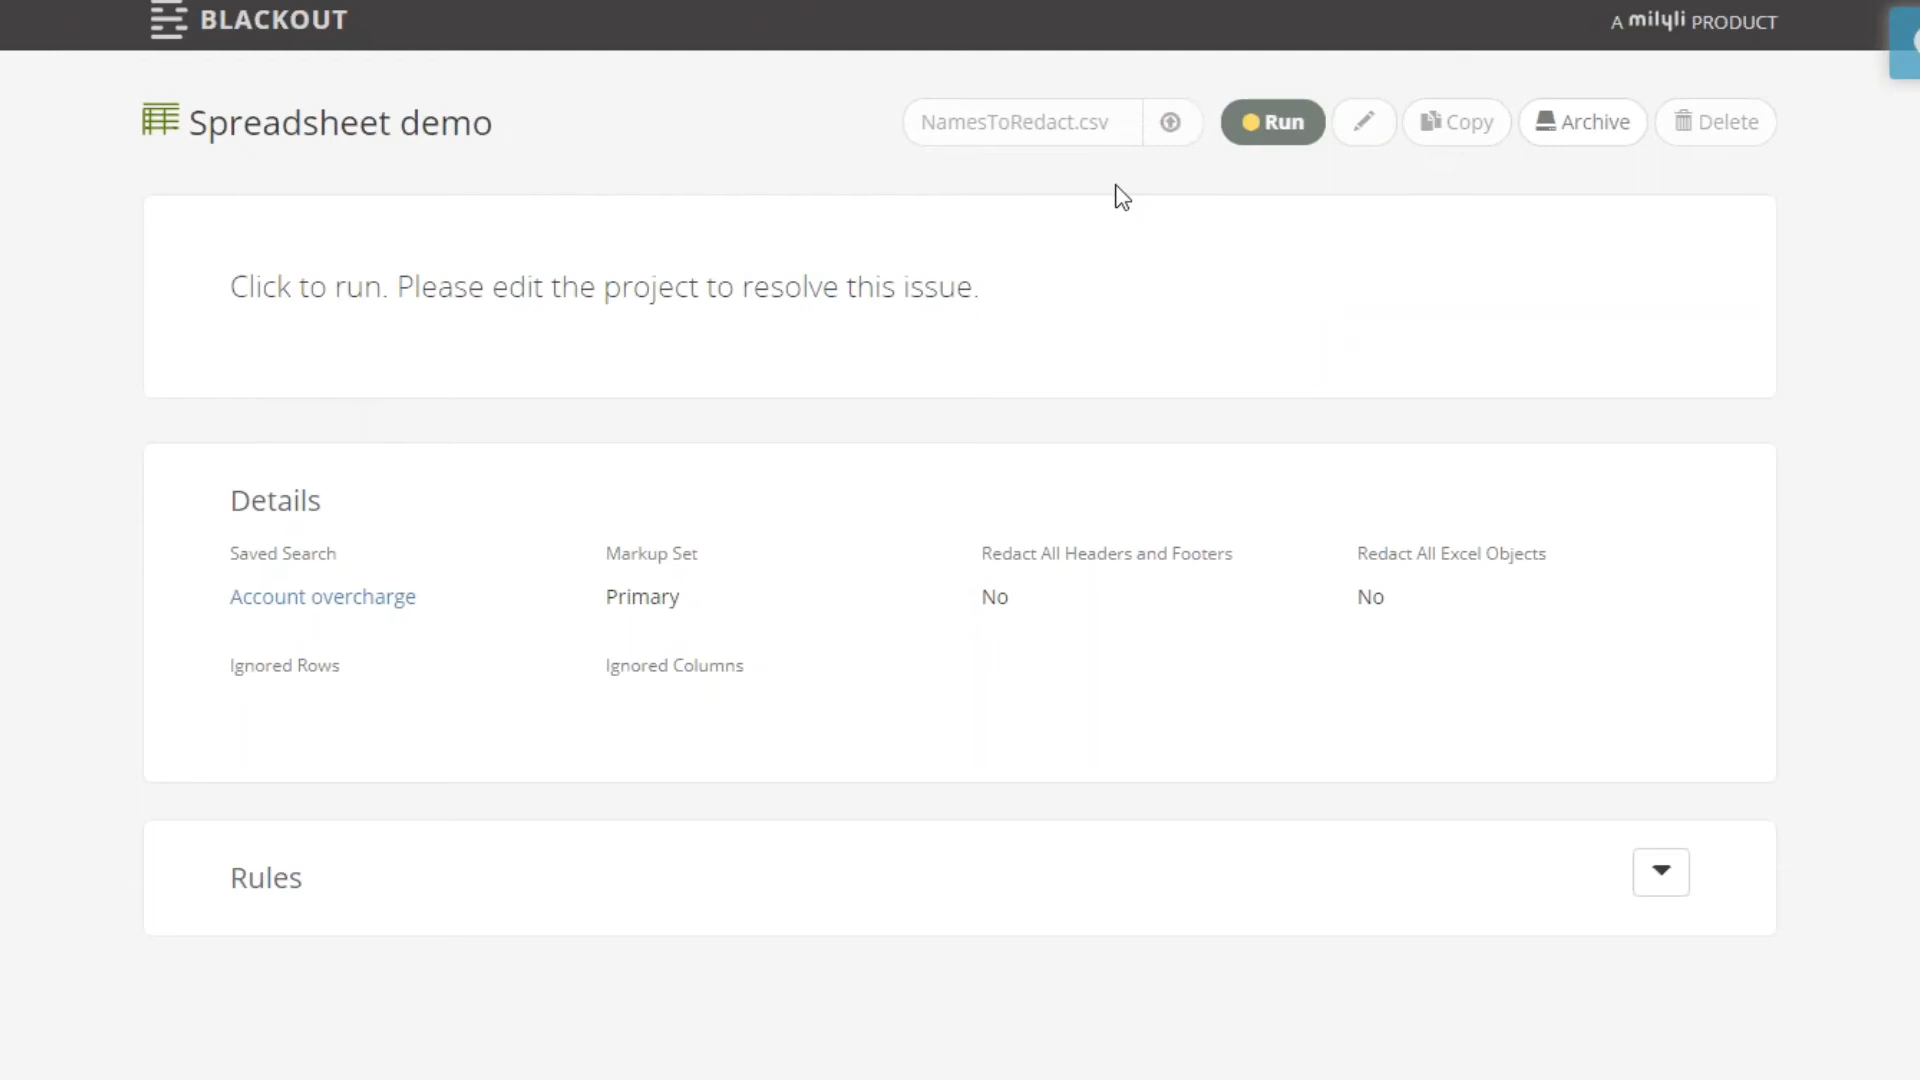 BLACKOUT
A milyli PRODUCT
Spreadsheet demo
NamesToRedact.csv
Run
Copy
Archive
Delete
Click to run. Please edit the project to resolve this issue.
Details
Saved Search
Markup Set
Redact All Headers and Footers
Redact All Excel Objects
Account overcharge
Primary
No
No
Ignored Rows
Ignored Columns
Rules